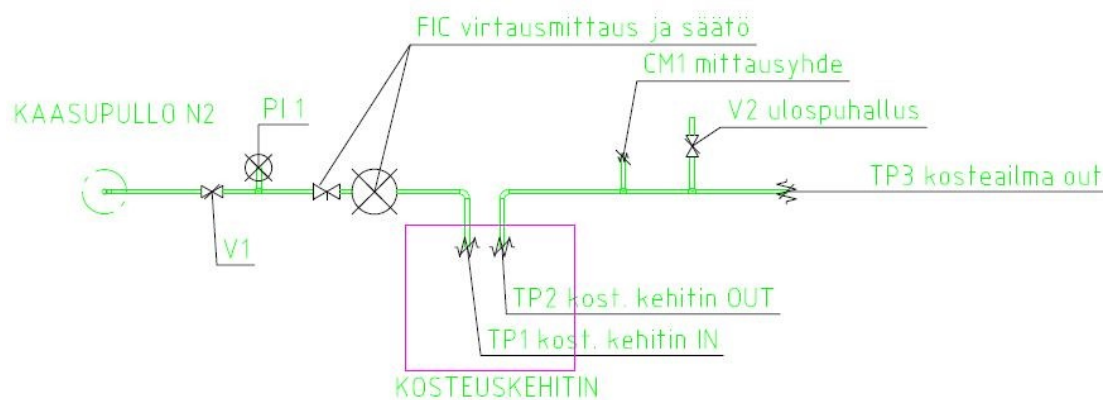 FIC virtausmittaus ja säätö
CM1 mittausyhde
KAASUPULLO N2
PI 1
V2 ulospuhallus
TP3 kosteailma out
V1
TP2 kost. kehitin OUT
TP1 kost. kehitin IN
KOSTEUSKEHITIN